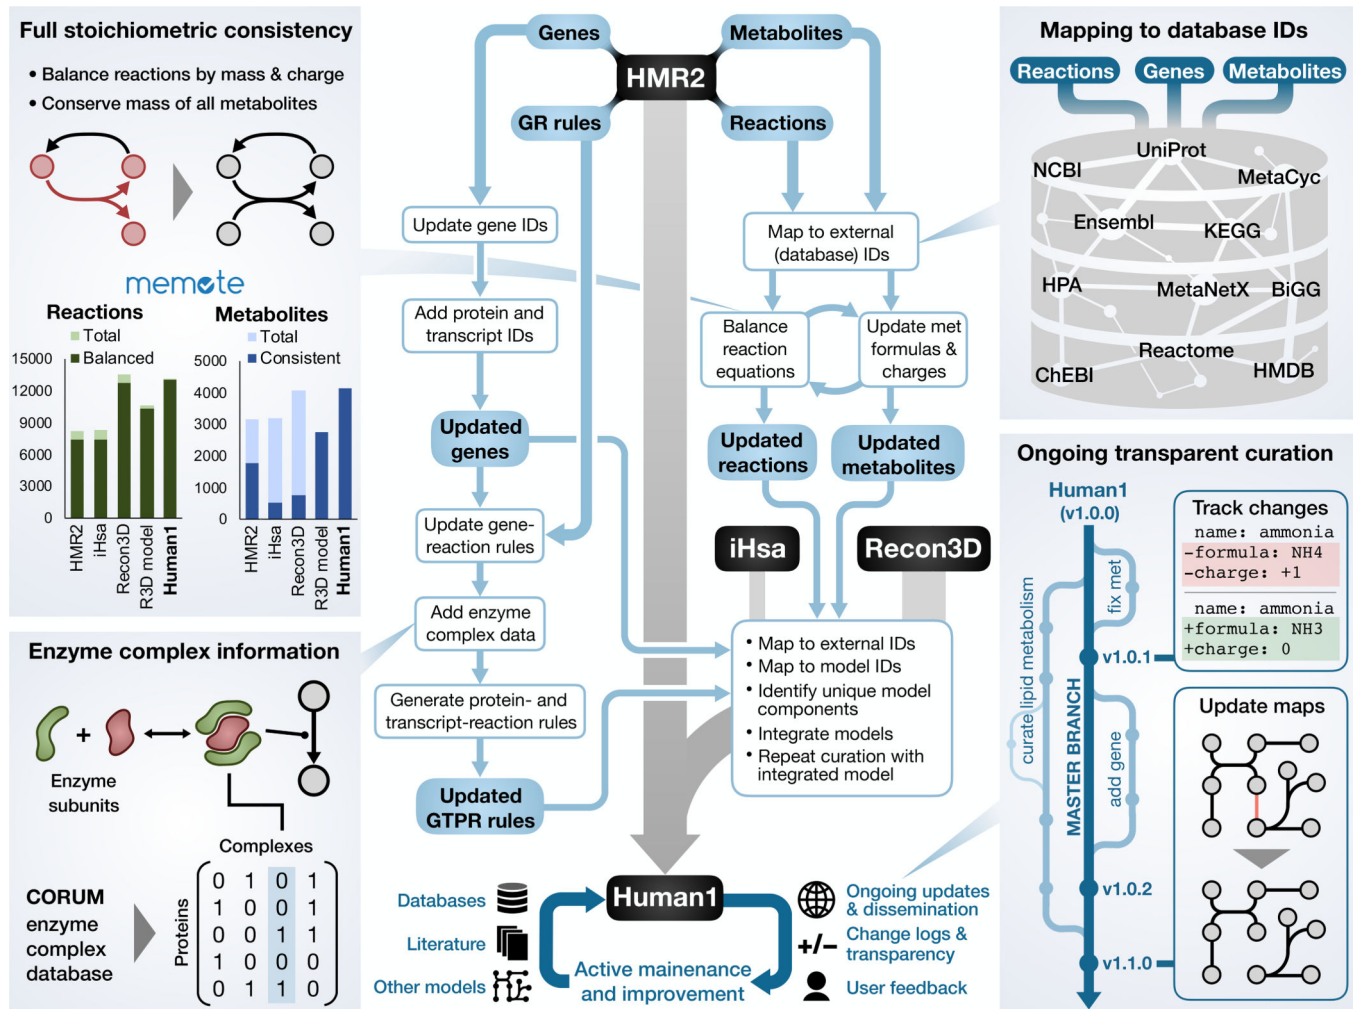 Full stoichiometric consistency
• Balance reactions by mass & charge
• Conserve mass of all metabolites
memote
Reactions
Total
Balanced
15000
12000
9000
6000
3000
0
HMR2
iHsa
Recon3D
R3D model
Human1
Metabolites
Total
Consistent
5000
4000
3000
2000
1000
0
HMR2
iHsa
Recon3D
R3D model
Human1
Enzyme complex information
+
Enzyme
subunits
Complexes
CORUM
enzyme
complex
database
Proteins
0 1 0 1
1 0 0 1
0 0 1 1
1 0 0 0
0 1 1 0
Genes
Metabolites
HMR2
GR rules
Reactions
Update gene IDs
Add protein and
transcript IDs
Updated
genes
Update gene-
reaction rules
Add enzyme
complex data
Generate protein- and
transcript-reaction rules
Updated
GTPR rules
Map to external
(database) IDs
Balance
reaction
equations
Update met
formulas &
charges
Updated
reactions
Updated
metabolites
iHsa
Recon3D
• Map to external IDs
• Map to model IDs
• Identify unique model
components
• Integrate models
• Repeat curation with
integrated model
Human1
Databases
Literature
Other models
Active mainenance
and improvement
Ongoing updates
& dissemination
+/−
Change logs &
transparency
User feedback
Mapping to database IDs
Reactions
Genes
Metabolites
UniProt
NCBI
MetaCyc
Ensembl
KEGG
HPA
MetaNetX
BiGG
Reactome
ChEBI
HMDB
Ongoing transparent curation
Human1
(v1.0.0)
fix met
curate lipid metabolism
v1.0.1
MASTER BRANCH
add gene
v1.0.2
v1.1.0
Track changes
name: ammonia
−formula: NH4
−charge: +1
name: ammonia
+formula: NH3
+charge: 0
Update maps